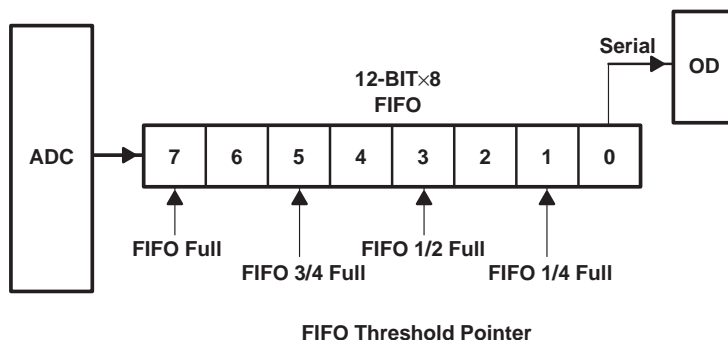 Serial
OD
12-BIT×8
FIFO
ADC
7 6 5 4 3 2 1 0
FIFO Full
FIFO 1/2 Full
FIFO 3/4 Full
FIFO 1/4 Full
FIFO Threshold Pointer